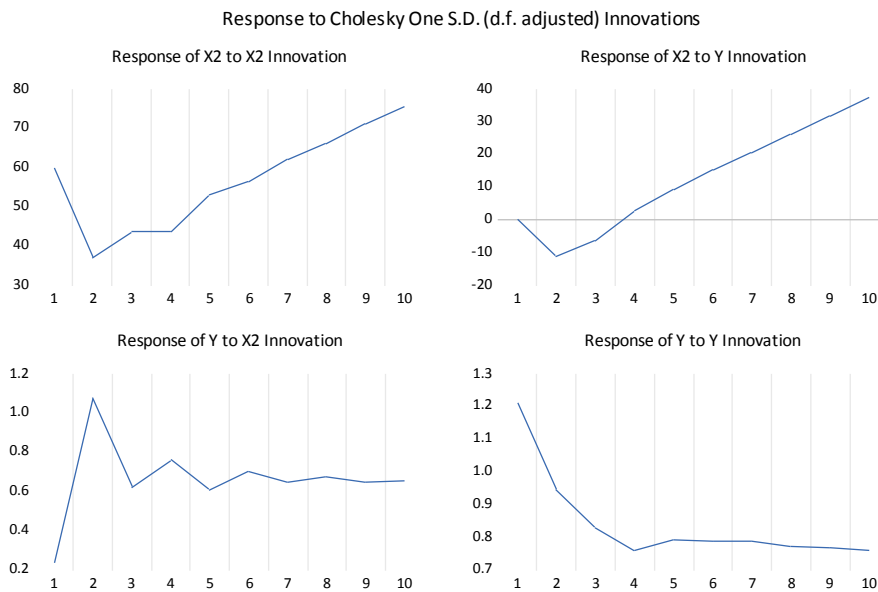 Response to Cholesky One S.D. (d.f. adjusted) Innovations
Response of X2 to X2 Innovation
80
70
60
50
40
30
1 2 3 4 5 6 7 8 9 10
Response of X2 to Y Innovation
40
30
20
10
0
-10
-20
1 2 3 4 5 6 7 8 9 10
Response of Y to X2 Innovation
1.2
1.0
0.8
0.6
0.4
0.2
1 2 3 4 5 6 7 8 9 10
Response of Y to Y Innovation
1.3
1.2
1.1
1.0
0.9
0.8
0.7
1 2 3 4 5 6 7 8 9 10